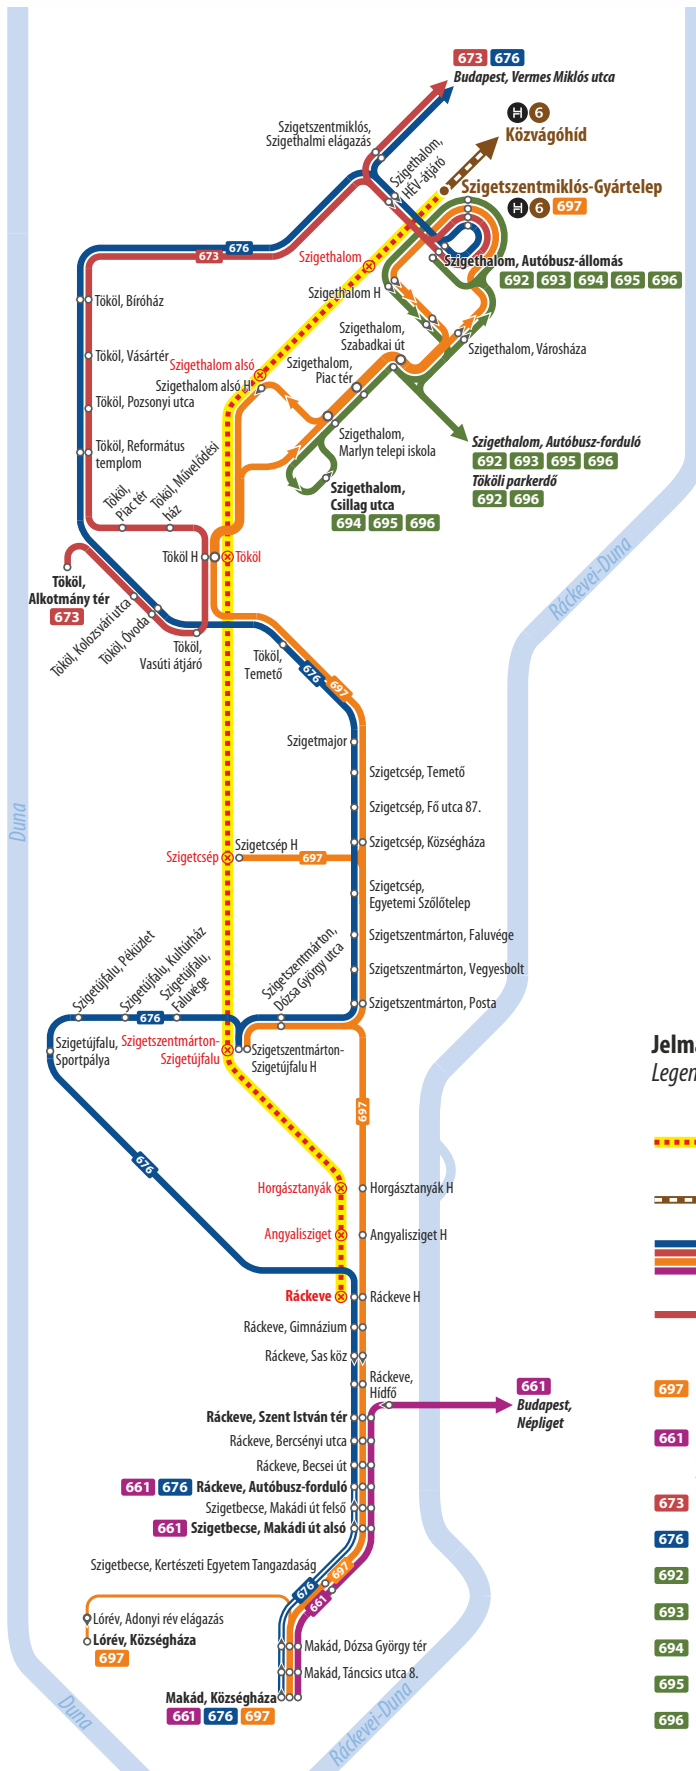 673 676
Budapest, Vermes Miklós utca
H 6
Közvágóhíd
Szigetszentmiklós,
Szigethalmi elágazás
Szigethalom,
HÉV-átjáró
Szigetszentmiklós-Gyártelep
H 6 697
676
673
Szigethalom
Szigethalom, Autóbusz-állomás
692 693 694 695 696
Szigethalom H
Tököl, Bíróház
Szigethalom,
Szabadkai út
Szigethalom, Városháza
Tököl, Vásártér
Szigethalom alsó
Szigethalom alsó H
Szigethalom,
Piac tér
Tököl, Pozsonyi utca
Szigethalom,
Marlyn telepi iskola
Szigethalom, Autóbusz-forduló
692 693 695 696
Tököli parkerdő
692 696
Tököl, Református
templom
Tököl,
Piac tér
Tököl, Művelődési
ház
Szigethalom,
Csillag utca
694 695 696
Tököl H
Tököl
Ráckevei-Duna
Tököl,
Alkotmány tér
673
Tököl, Kolozsvári utca
Tököl, Óvoda
Tököl,
Vasúti átjáró
Tököl,
Temető
676
697
Szigetmajor
Szigetcsép, Temető
Szigetcsép, Fő utca 87.
Duna
Szigetcsép
Szigetcsép H
697
Szigetcsép, Községháza
Szigetcsép,
Egyetemi Szőlőtelep
Szigetszentmárton, Faluvége
Szigetszentmárton, Vegyesbolt
Szigetszentmárton, Posta
Szigetújfalu, Péküzlet
Szigetújfalu, Kultúrház
Szigetújfalu,
Faluvége
Szigetszentmárton,
Dózsa György utca
676
Szigetújfalu,
Sportpálya
Szigetszentmárton-
Szigetújfalu
Szigetszentmárton-
Szigetújfalu H
Jelma
Legen
697
676
Horgásztanyák
Horgásztanyák H
Angyalisziget
Angyalisziget H
Ráckeve
Ráckeve H
Ráckeve, Gimnázium
Ráckeve, Sas köz
Ráckeve,
Hídfő
661
Budapest,
Népliget
697
661
673
676
692
693
694
695
696
Ráckeve, Szent István tér
Ráckeve, Bercsényi utca
Ráckeve, Becsei út
661 676 Ráckeve, Autóbusz-forduló
Szigetbecse, Makádi út felső
661 Szigetbecse, Makádi út alsó
Szigetbecse, Kertészeti Egyetem Tangazdaság
676
697
661
Lórév, Adonyi rév elágazás
Lórév, Községháza
697
Makád, Dózsa György tér
Makád, Táncsics utca 8.
Makád, Községháza
661 676 697
Duna
Ráckevei-Duna